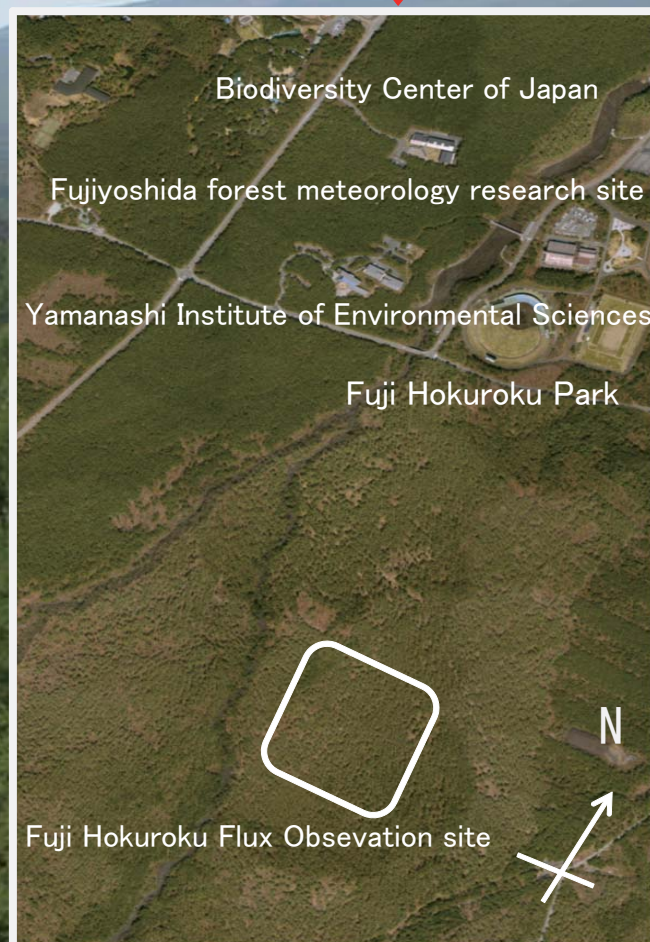 Biodiversity Center of Japan
Fujiyoshida forest meteorology research site
Yamanashi Institute of Environmental Sciences
Fuji Hokuroku Park
N
Fuji Hokuroku Flux Obsevation site